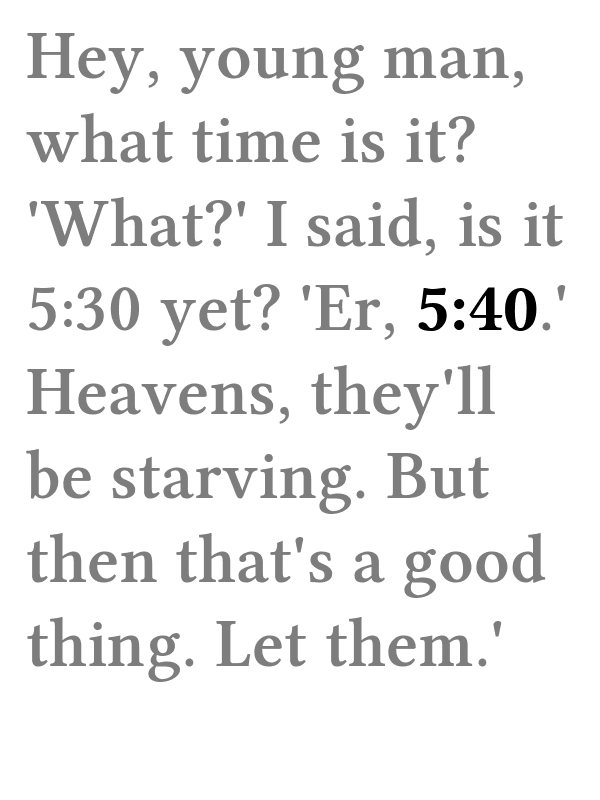 Hey, young man,
what time is it?
'What?' I said, is it
5:30 yet? 'Er, 5:40.'
Heavens, they'll
be starving. But
then that's a good
thing. Let them.'